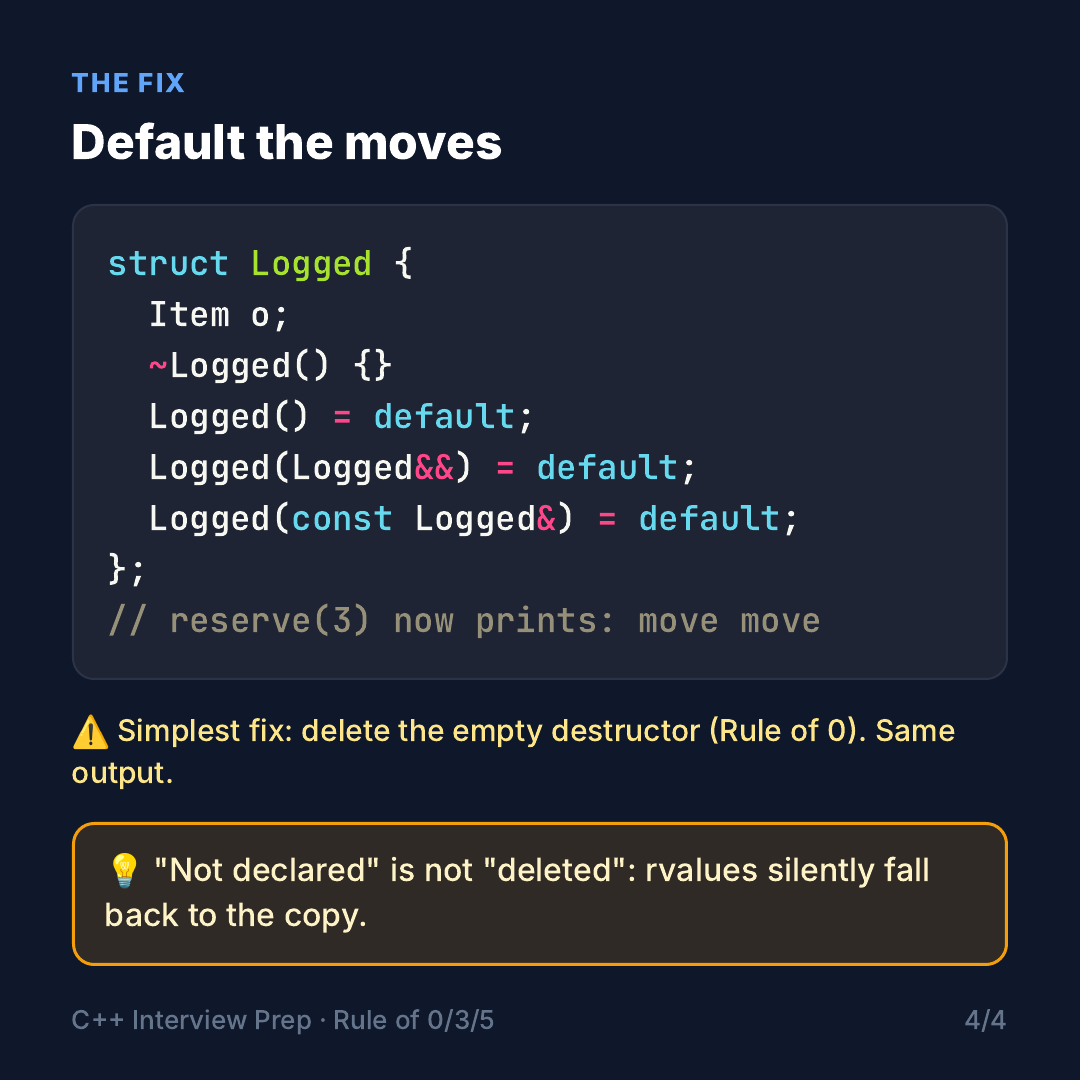 THE FIX
Default the moves
struct Logged {
  Item o;
  ~Logged() {}
  Logged() = default;
  Logged(Logged&&) = default;
  Logged(const Logged&) = default;
};
// reserve(3) now prints: move move
⚠️ Simplest fix: delete the empty destructor (Rule of 0). Same
output.
💡 "Not declared" is not "deleted": rvalues silently fall
back to the copy.
C++ Interview Prep · Rule of 0/3/5
4/4